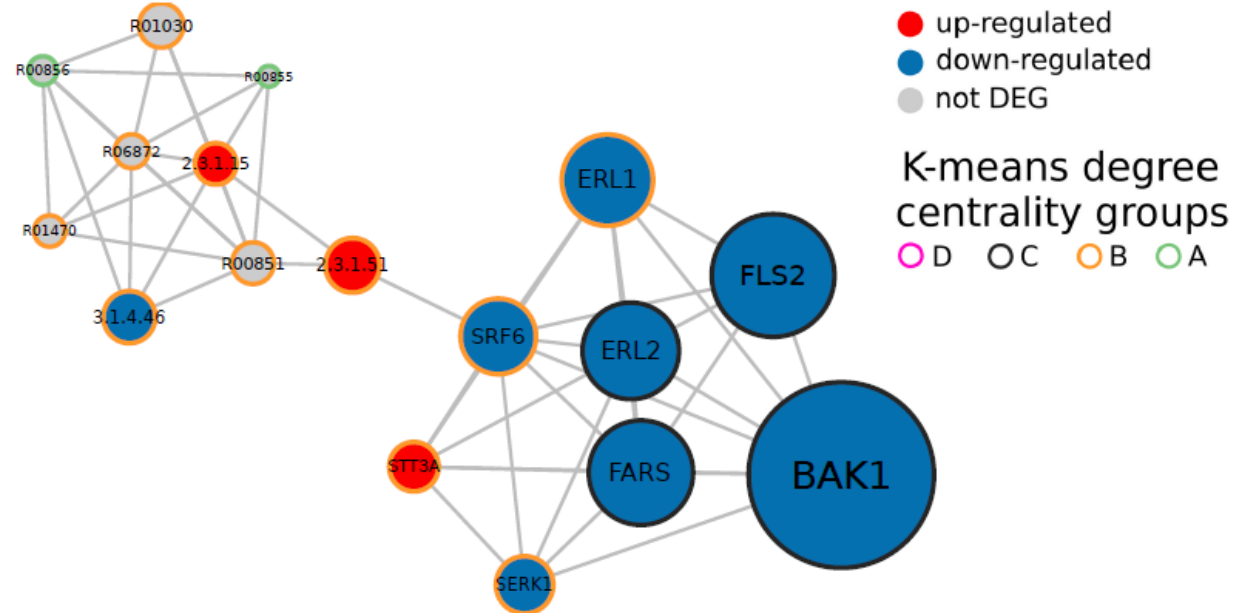 R01030
R00856
R00855
R06872
2.3.1.15
R01470
R00851
2.3.1.51
3.1.4.46
ERL1
FLS2
SRF6
ERL2
STT3A
FARS
BAK1
SERK1
up-regulated
down-regulated
not DEG
K-means degree
centrality groups
D C B A